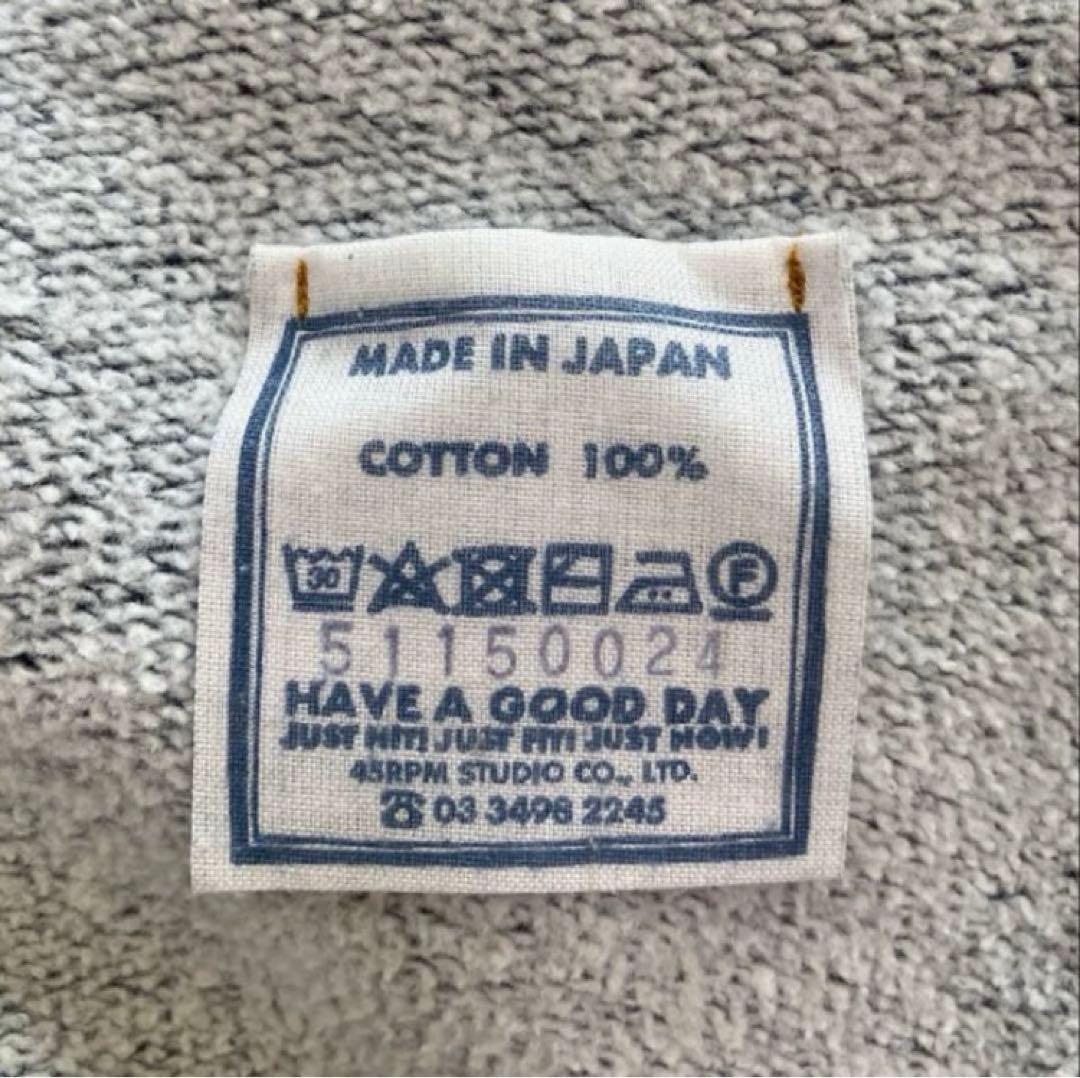 MADE IN JAPAN
COTTON 100%
30 F
51150024
HAVE A GOOD DAY
JUST HIT! JUST FIT! JUST NOW!
45RPM STUDIO CO., LTD.
☎ 03 3498 2245